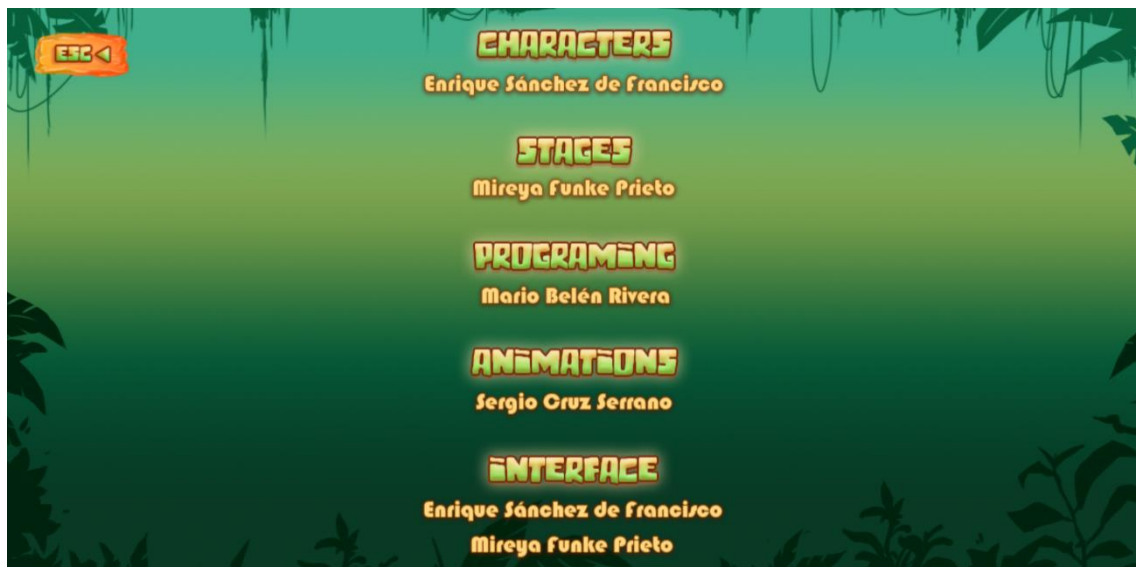 ESC
CHARACTERS
Enrique Sánchez de Francisco
STAGES
Mireya Funke Prieto
PROGRAMING
Mario Belén Rivera
ANIMATIONS
Sergio Cruz Serrano
INTERFACE
Enrique Sánchez de Francisco
Mireya Funke Prieto